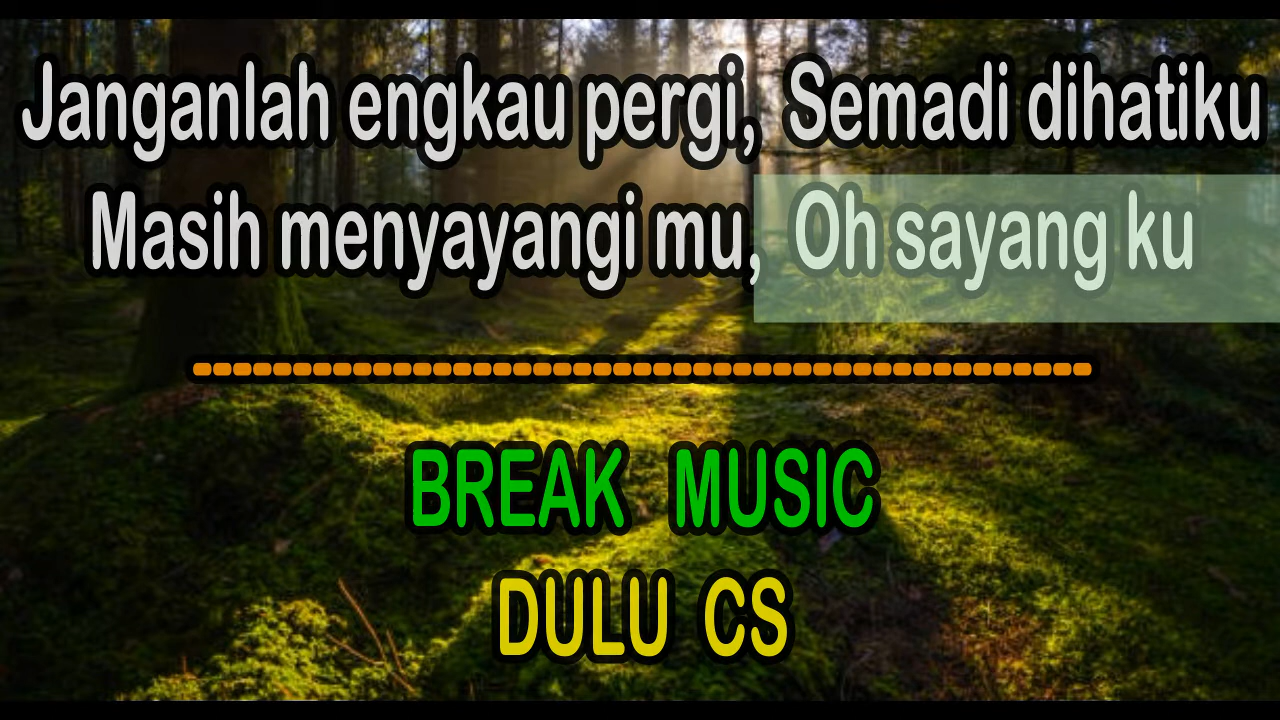 Janganlah engkau pergi, Semadi dihatiku
Masih menyayangi mu, Oh sayang ku
---------------------------------------------
BREAK MUSIC
DULU CS